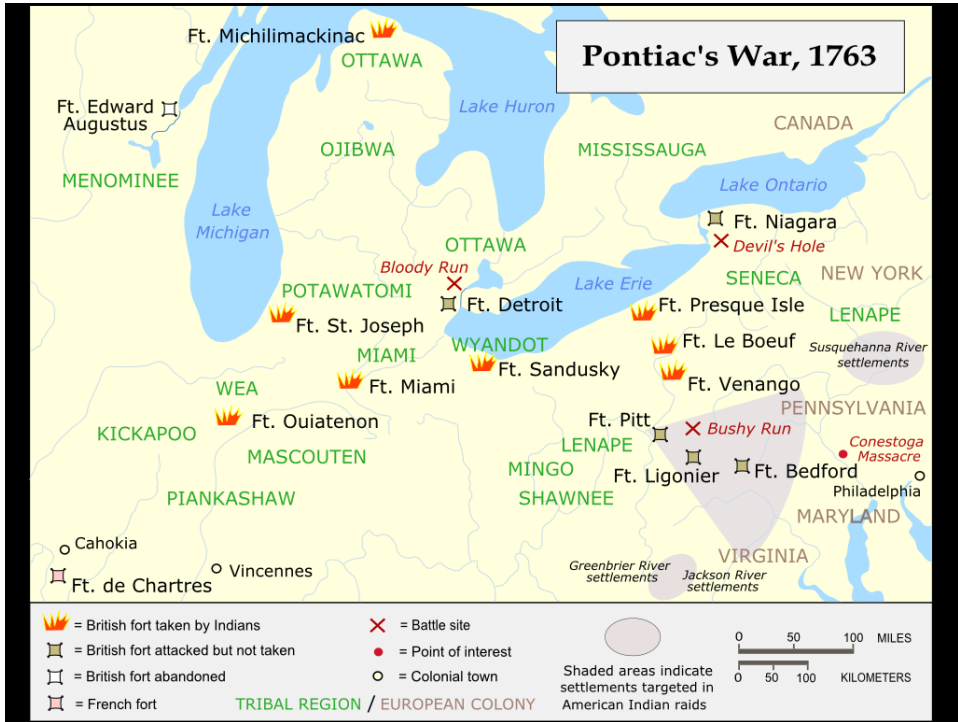 Pontiac's War, 1763
Ft. Michilimackinac
OTTAWA
Ft. Edward
Augustus
Lake Huron
CANADA
OJIBWA
MISSISSAUGA
MENOMINEE
Lake Ontario
Lake
Michigan
Ft. Niagara
OTTAWA
Devil's Hole
Bloody Run
Lake Erie
SENECA
NEW YORK
POTAWATOMI
Ft. Detroit
Ft. Presque Isle
LENAPE
Ft. St. Joseph
WYANDOT
Ft. Le Boeuf
Susquehanna River
settlements
MIAMI
Ft. Sandusky
Ft. Miami
Ft. Venango
WEA
PENNSYLVANIA
Ft. Ouiatenon
Ft. Pitt
Bushy Run
KICKAPOO
LENAPE
Conestoga
Massacre
MASCOUTEN
MINGO
Ft. Ligonier
Ft. Bedford
Philadelphia
PIANKASHAW
SHAWNEE
MARYLAND
Cahokia
VIRGINIA
Vincennes
Greenbrier River
settlements
Jackson River
settlements
Ft. de Chartres
= British fort taken by Indians
= British fort attacked but not taken
= British fort abandoned
= French fort
= Battle site
= Point of interest
= Colonial town
TRIBAL REGION / EUROPEAN COLONY
Shaded areas indicate
settlements targeted in
American Indian raids
0 50 100 MILES
0 50 100 KILOMETERS